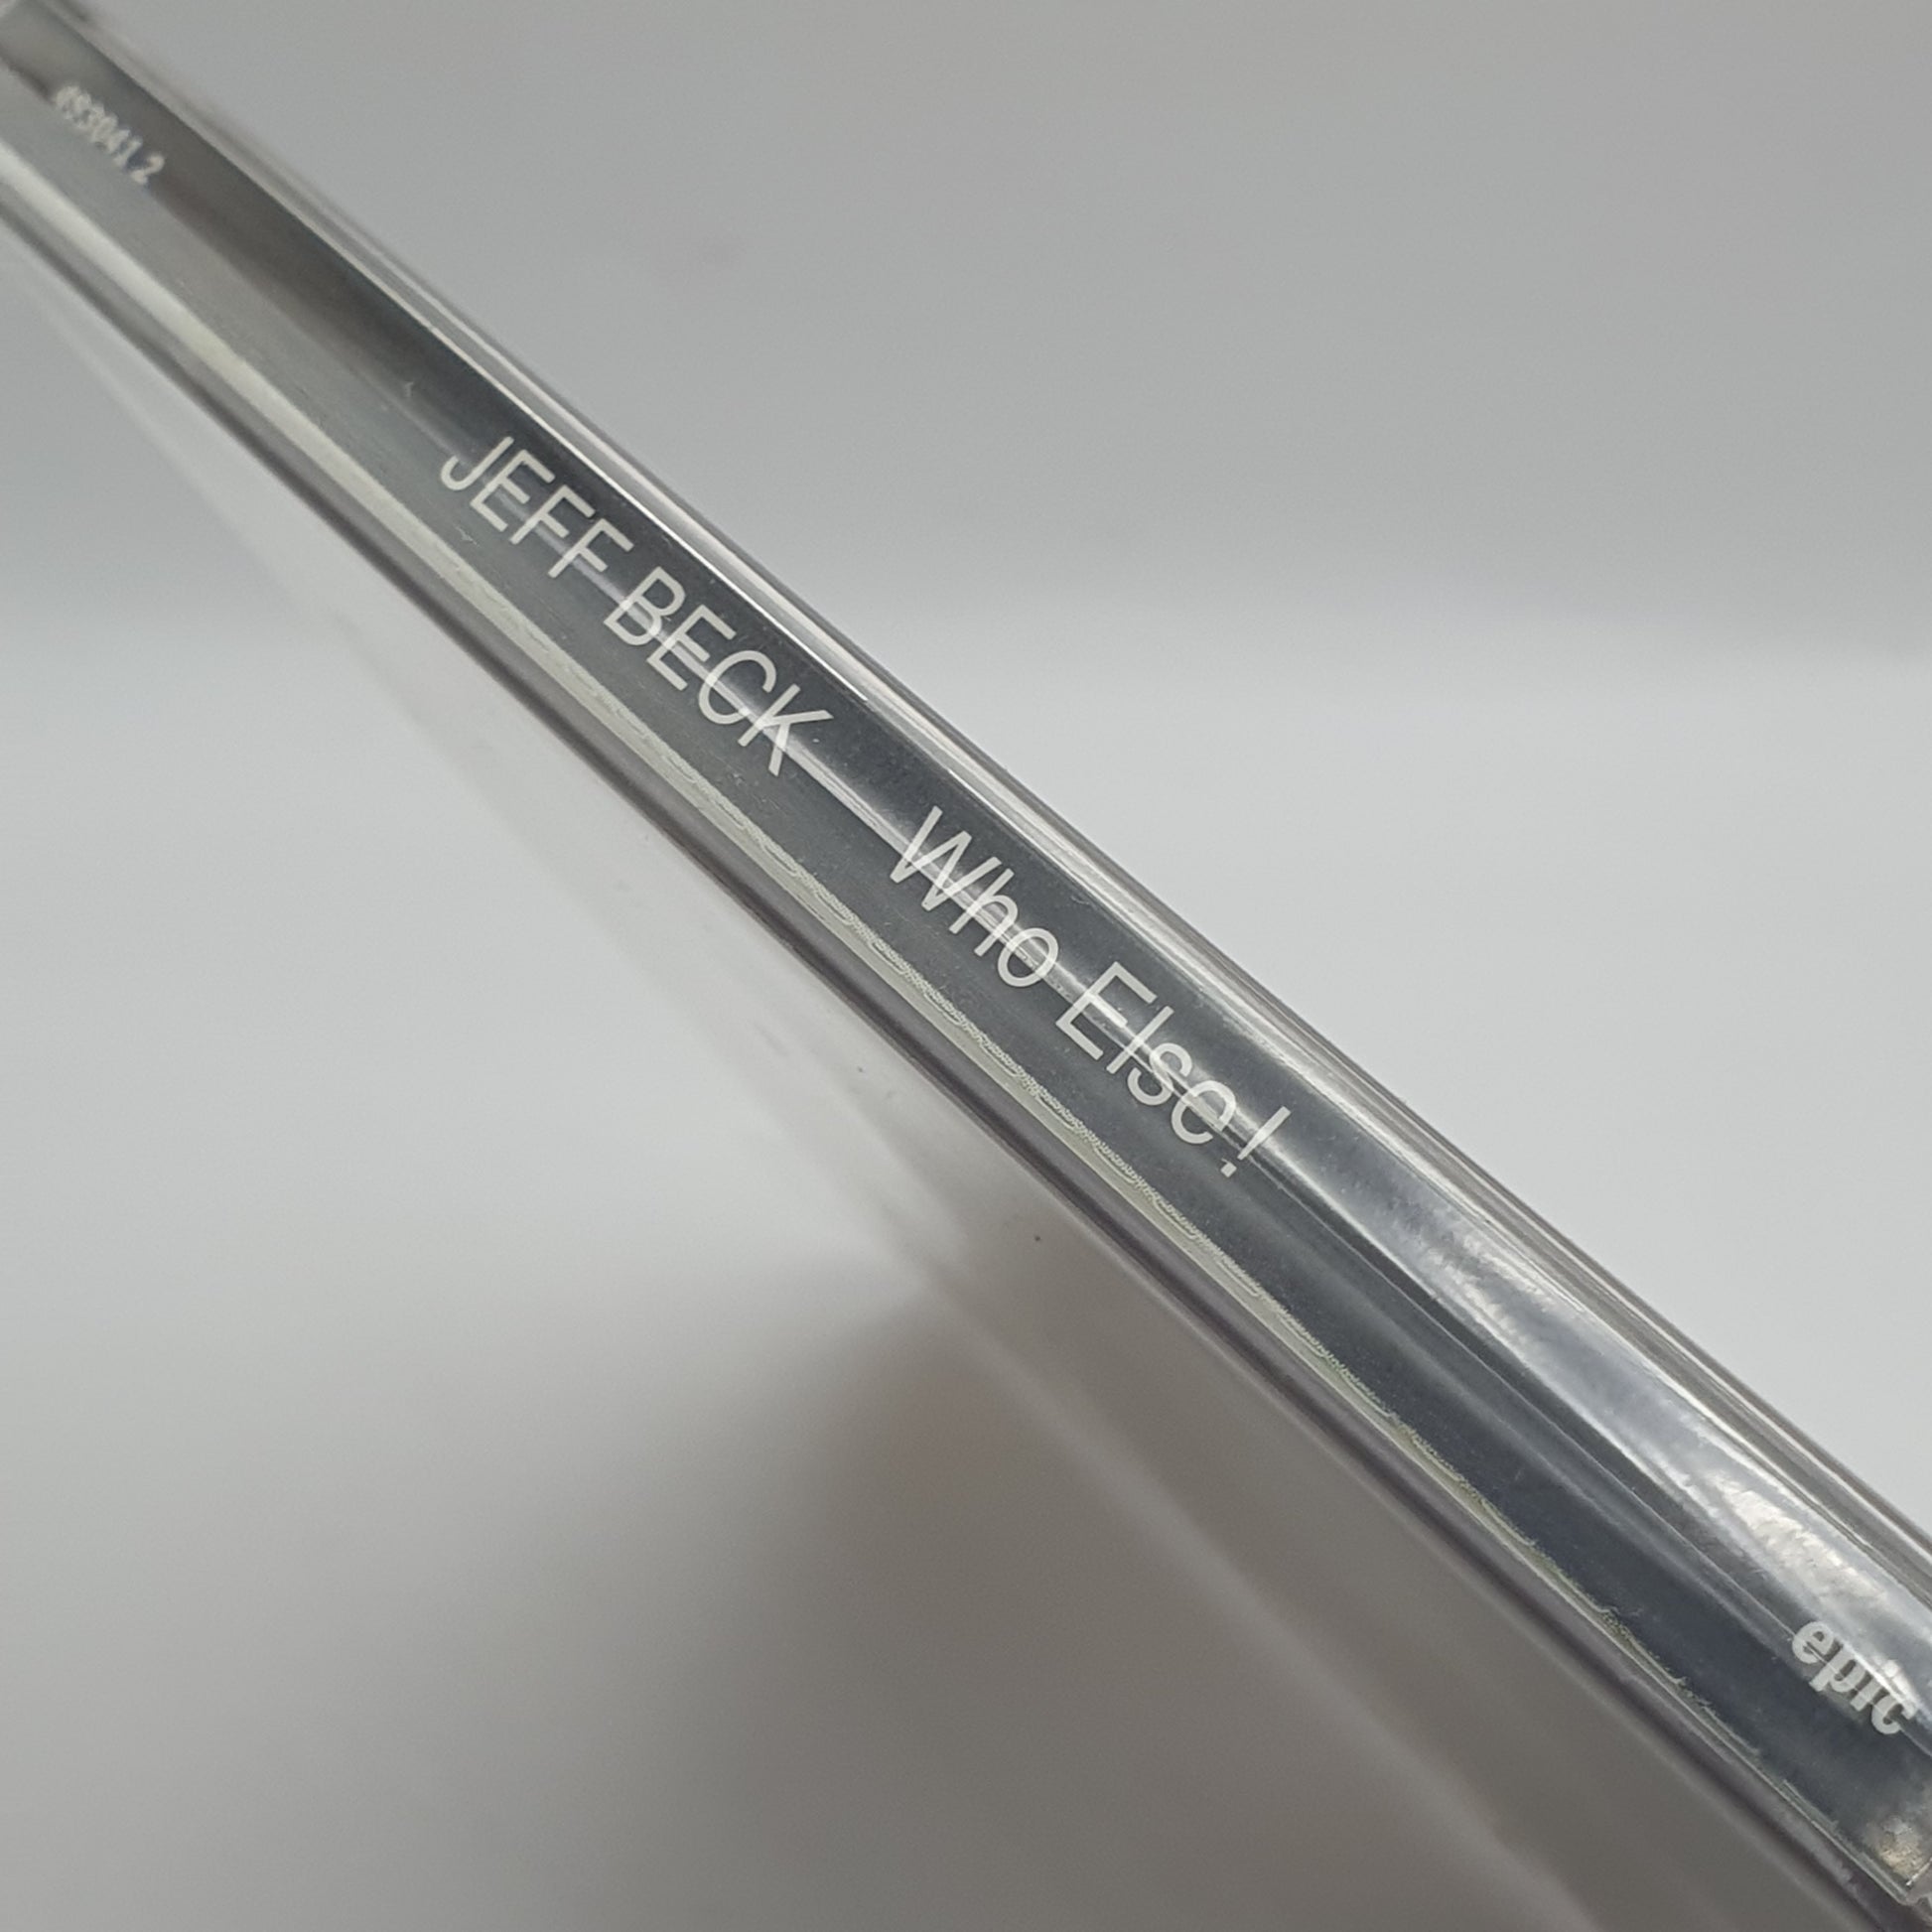 493041 2
JEFF BECK Who Else!
epic